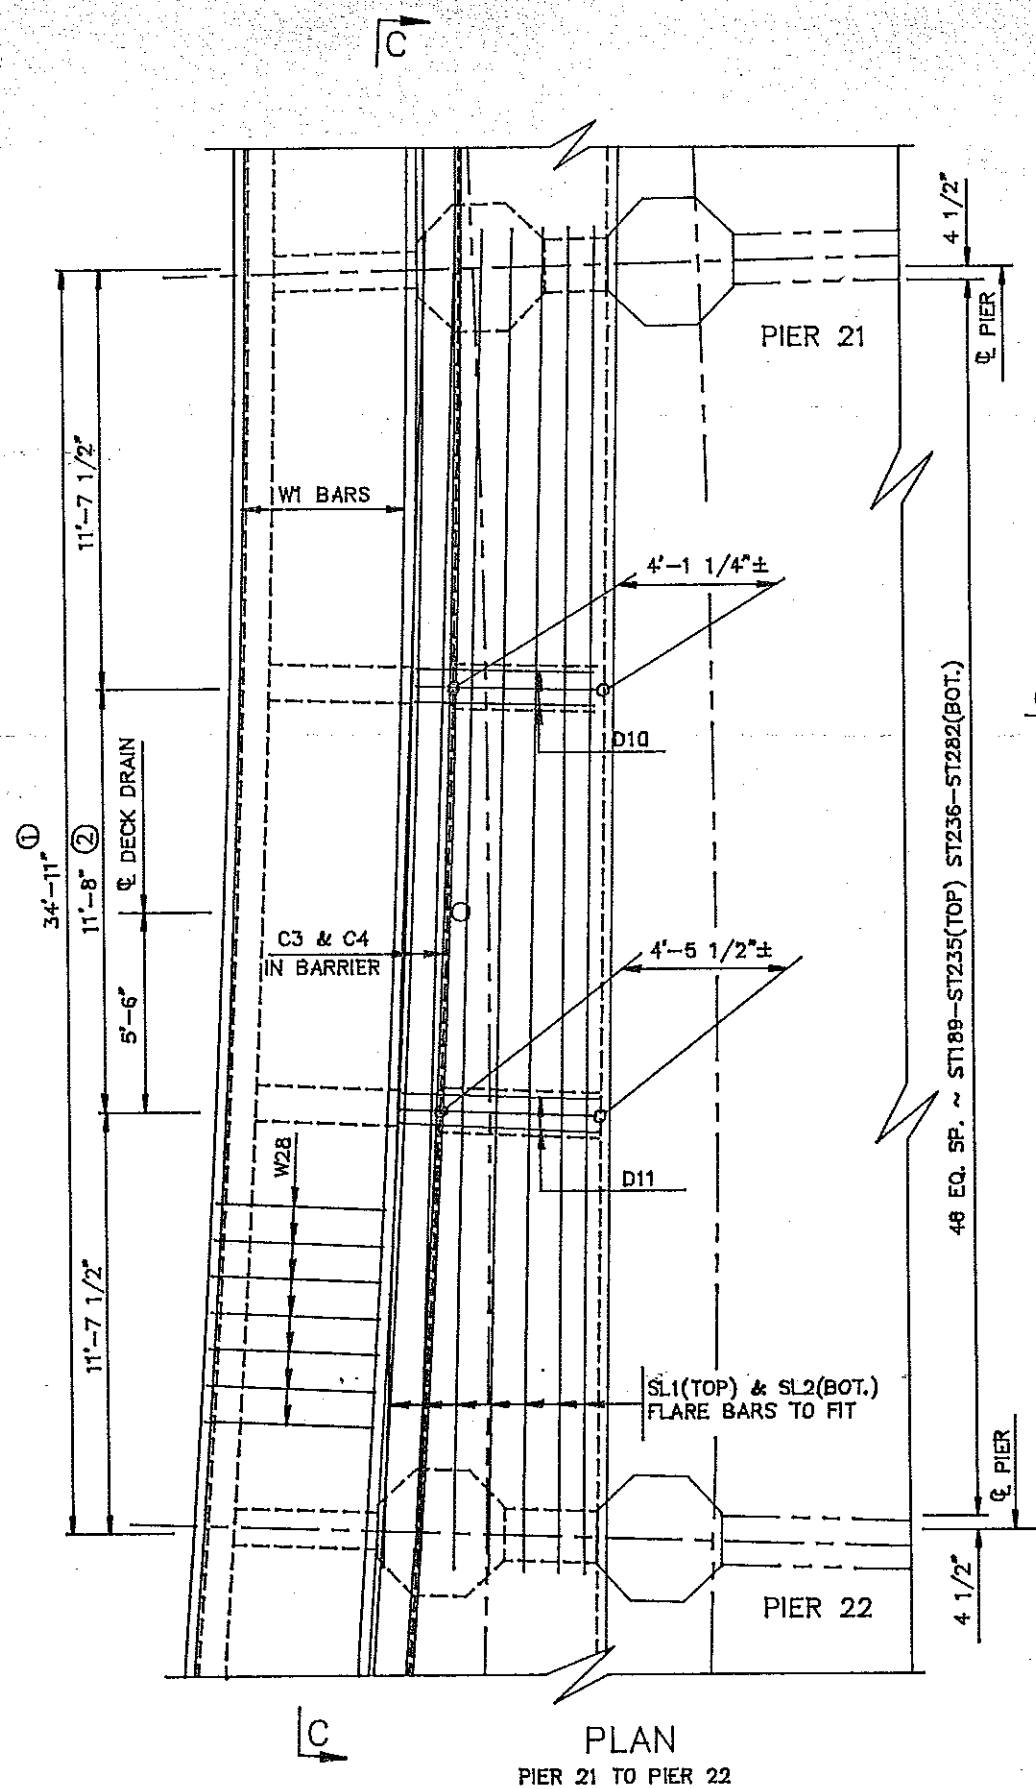 C
4 1/2"
℄ PIER
PIER 21
11'-7 1/2"
W1 BARS
4'-1 1/4"±
D10
34'-11" ①
11'-8" ②
℄ DECK DRAIN
5'-6"
C3 & C4
IN BARRIER
4'-5 1/2"±
W28
D11
11'-7 1/2"
SL1(TOP) & SL2(BOT.)
FLARE BARS TO FIT
48 EQ. SP. ~ ST189-ST235(TOP) ST236-ST282(BOT.)
℄ PIER
4 1/2"
PIER 22
C
PLAN
PIER 21 TO PIER 22